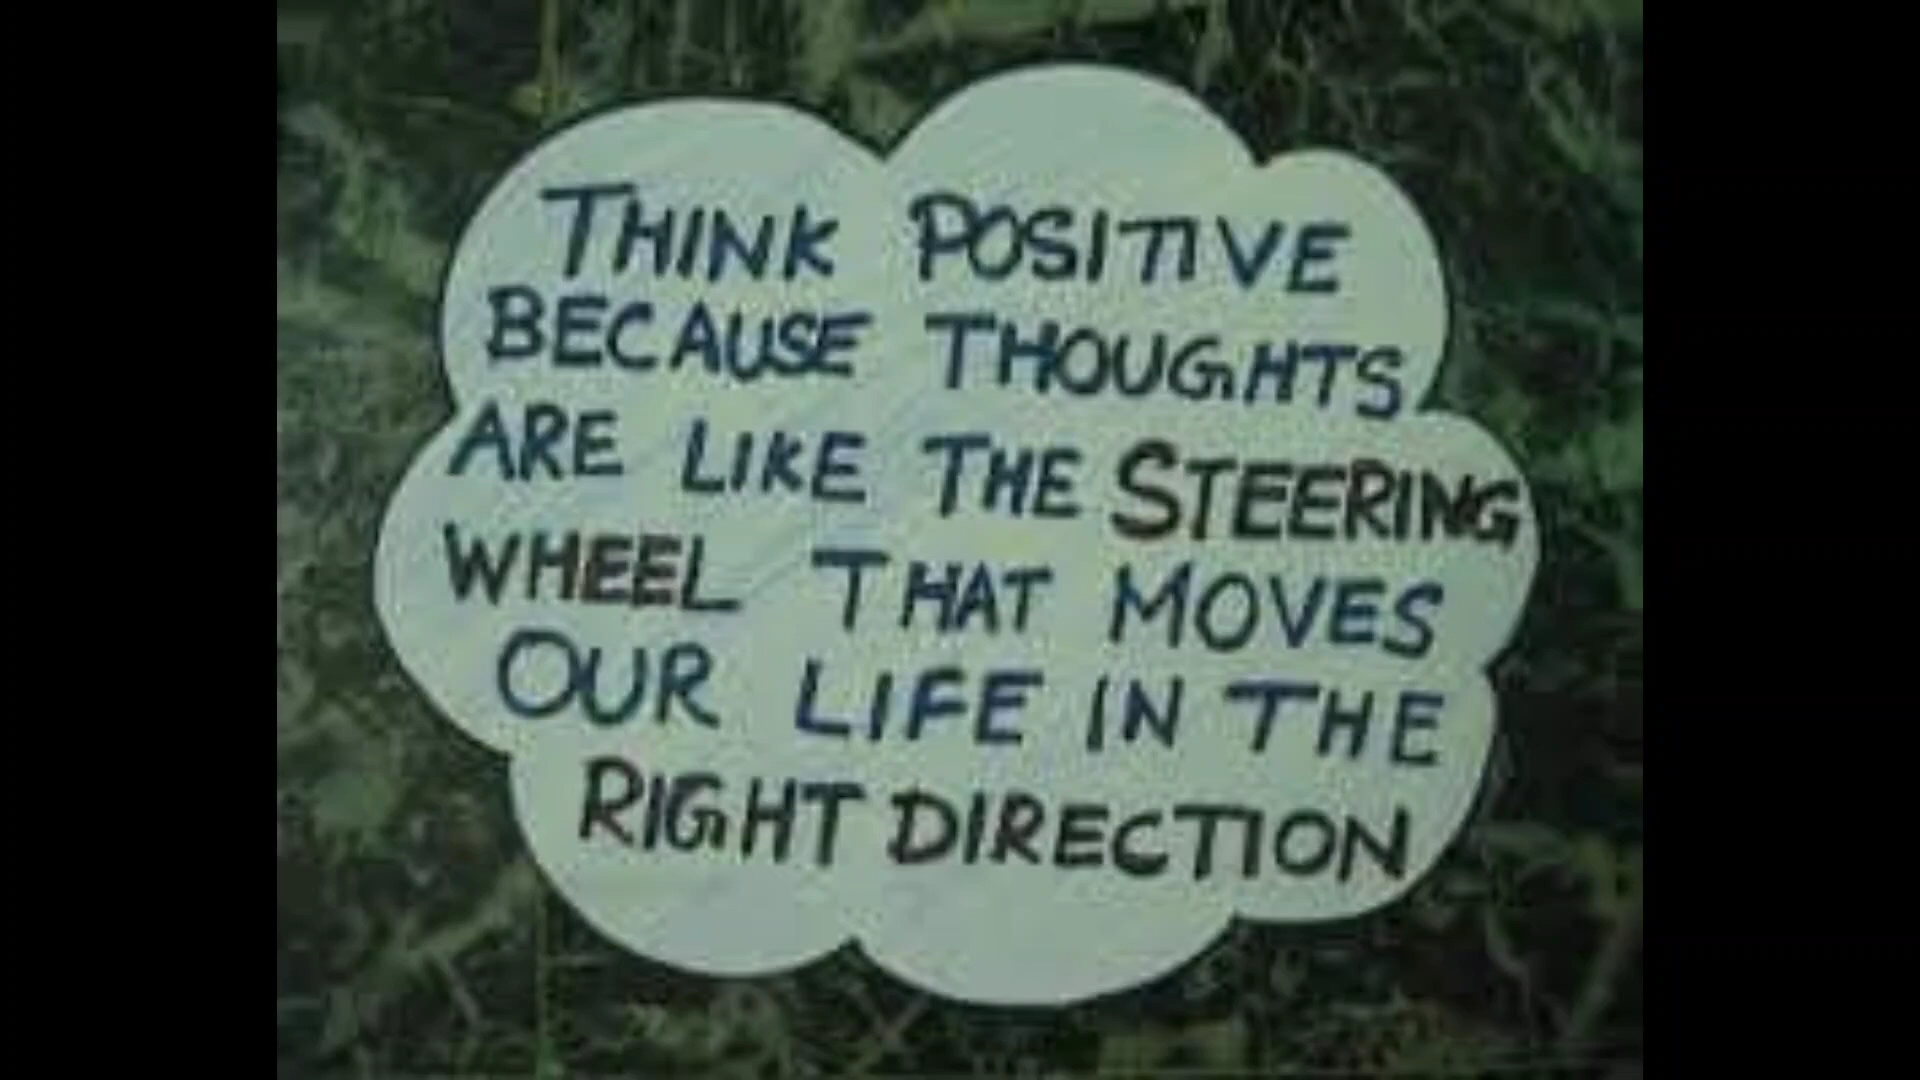 THINK POSITIVE
BECAUSE THOUGHTS
ARE LIKE THE STEERING
WHEEL THAT MOVES
OUR LIFE IN THE
RIGHT DIRECTION